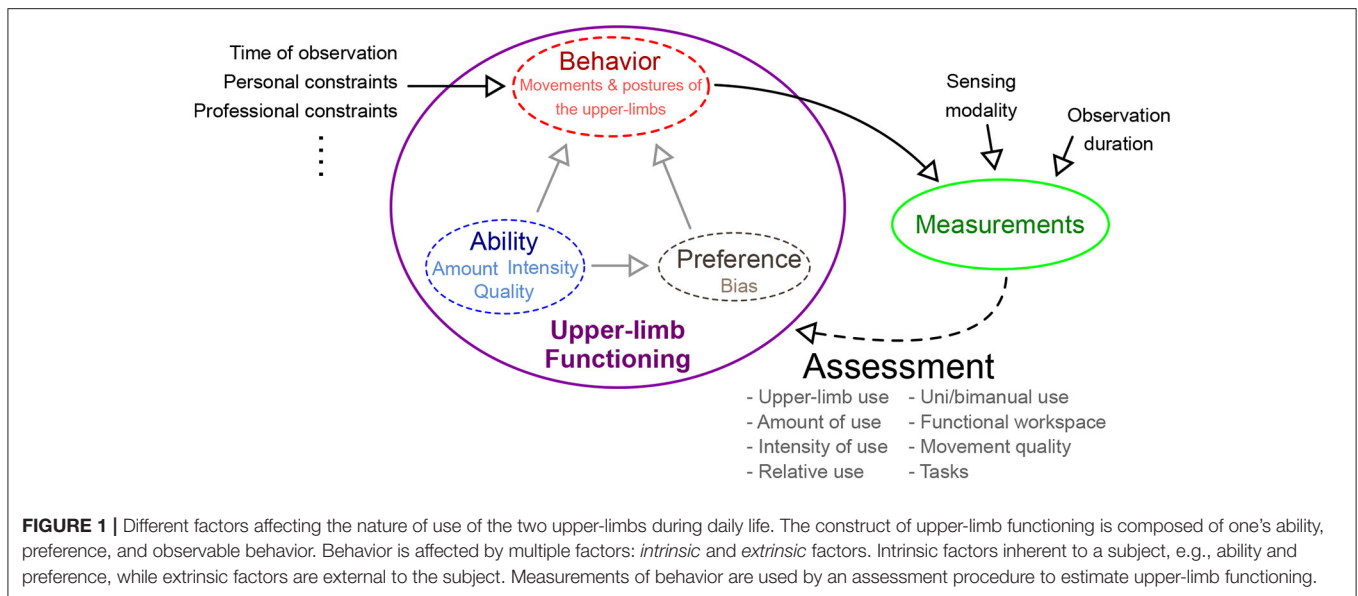 Time of observation
Personal constraints
Professional constraints
Behavior
Movements & postures of
the upper-limbs
Sensing
modality
Observation
duration
Measurements
Ability
Amount Intensity
Quality
Preference
Bias
Upper-limb
Functioning
Assessment
- Upper-limb use - Uni/bimanual use
- Amount of use - Functional workspace
- Intensity of use - Movement quality
- Relative use - Tasks
FIGURE 1 | Different factors affecting the nature of use of the two upper-limbs during daily life. The construct of upper-limb functioning is composed of one's ability,
preference, and observable behavior. Behavior is affected by multiple factors: intrinsic and extrinsic factors. Intrinsic factors inherent to a subject, e.g., ability and
preference, while extrinsic factors are external to the subject. Measurements of behavior are used by an assessment procedure to estimate upper-limb functioning.